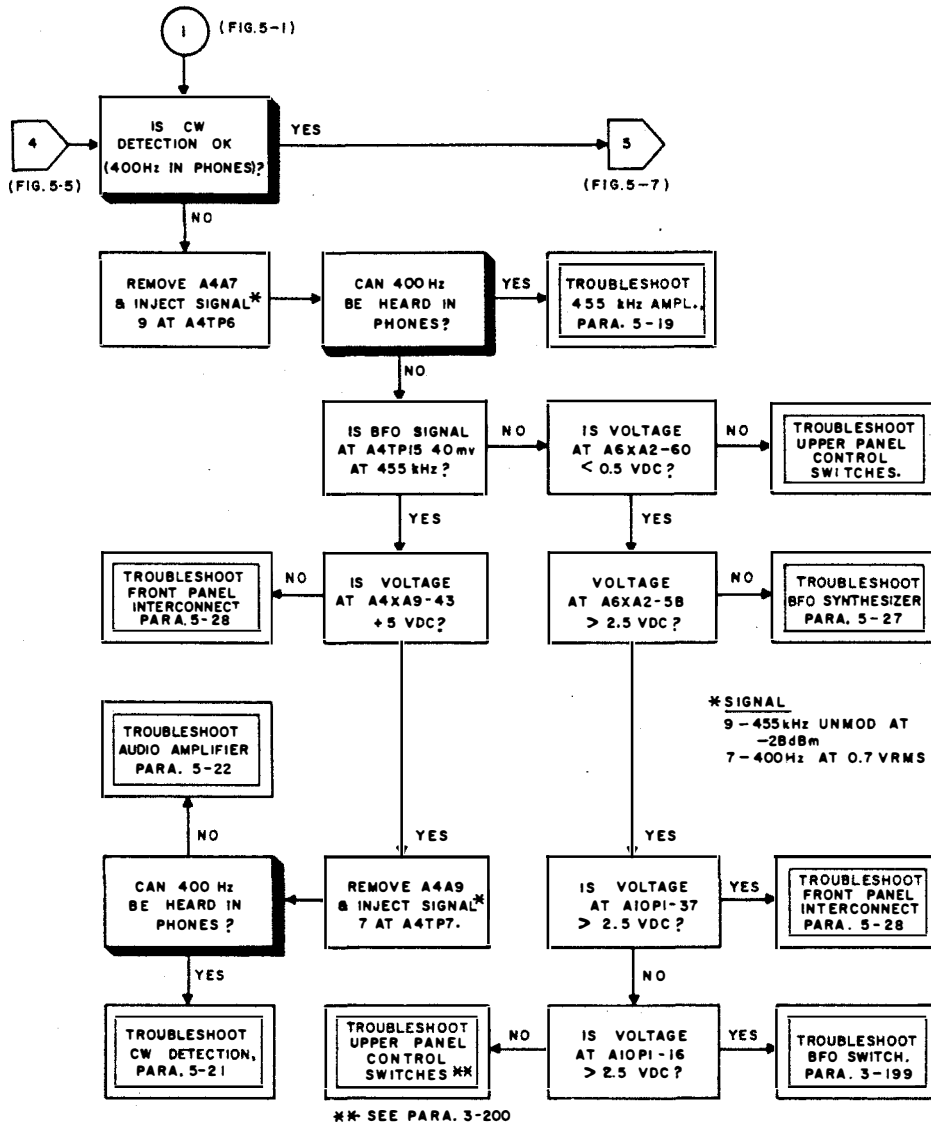 1
(FIG. 5-1)
4
(FIG. 5-5)
IS CW
DETECTION OK
(400Hz IN PHONES)?
YES
5
(FIG. 5-7)
NO
REMOVE A4A7
& INJECT SIGNAL*
9 AT A4TP6
CAN 400 Hz
BE HEARD IN
PHONES?
YES
TROUBLESHOOT
455 kHz AMPL.,
PARA. 5-19
NO
IS BFO SIGNAL
AT A4TP15 40mv
AT 455 kHz?
NO
IS VOLTAGE
AT A6XA2-60
< 0.5 VDC?
NO
TROUBLESHOOT
UPPER PANEL
CONTROL
SWITCHES.
YES
YES
TROUBLESHOOT
FRONT PANEL
INTERCONNECT
PARA. 5-28
NO
IS VOLTAGE
AT A4XA9-43
+5 VDC?
VOLTAGE
AT A6XA2-58
> 2.5 VDC?
NO
TROUBLESHOOT
BFO SYNTHESIZER
PARA. 5-27
* SIGNAL
9-455kHz UNMOD AT
-28dBm
7-400Hz AT 0.7 VRMS
TROUBLESHOOT
AUDIO AMPLIFIER
PARA. 5-22
NO
YES
YES
CAN 400 Hz
BE HEARD IN
PHONES?
REMOVE A4A9
& INJECT SIGNAL*
7 AT A4TP7.
IS VOLTAGE
AT A10P1-37
> 2.5 VDC?
YES
TROUBLESHOOT
FRONT PANEL
INTERCONNECT
PARA. 5-28
YES
NO
TROUBLESHOOT
CW DETECTION,
PARA. 5-21
TROUBLESHOOT
UPPER PANEL
CONTROL
SWITCHES **
NO
IS VOLTAGE
AT A10P1-16
> 2.5 VDC?
YES
TROUBLESHOOT
BFO SWITCH.
PARA. 3-199
** SEE PARA. 3-200